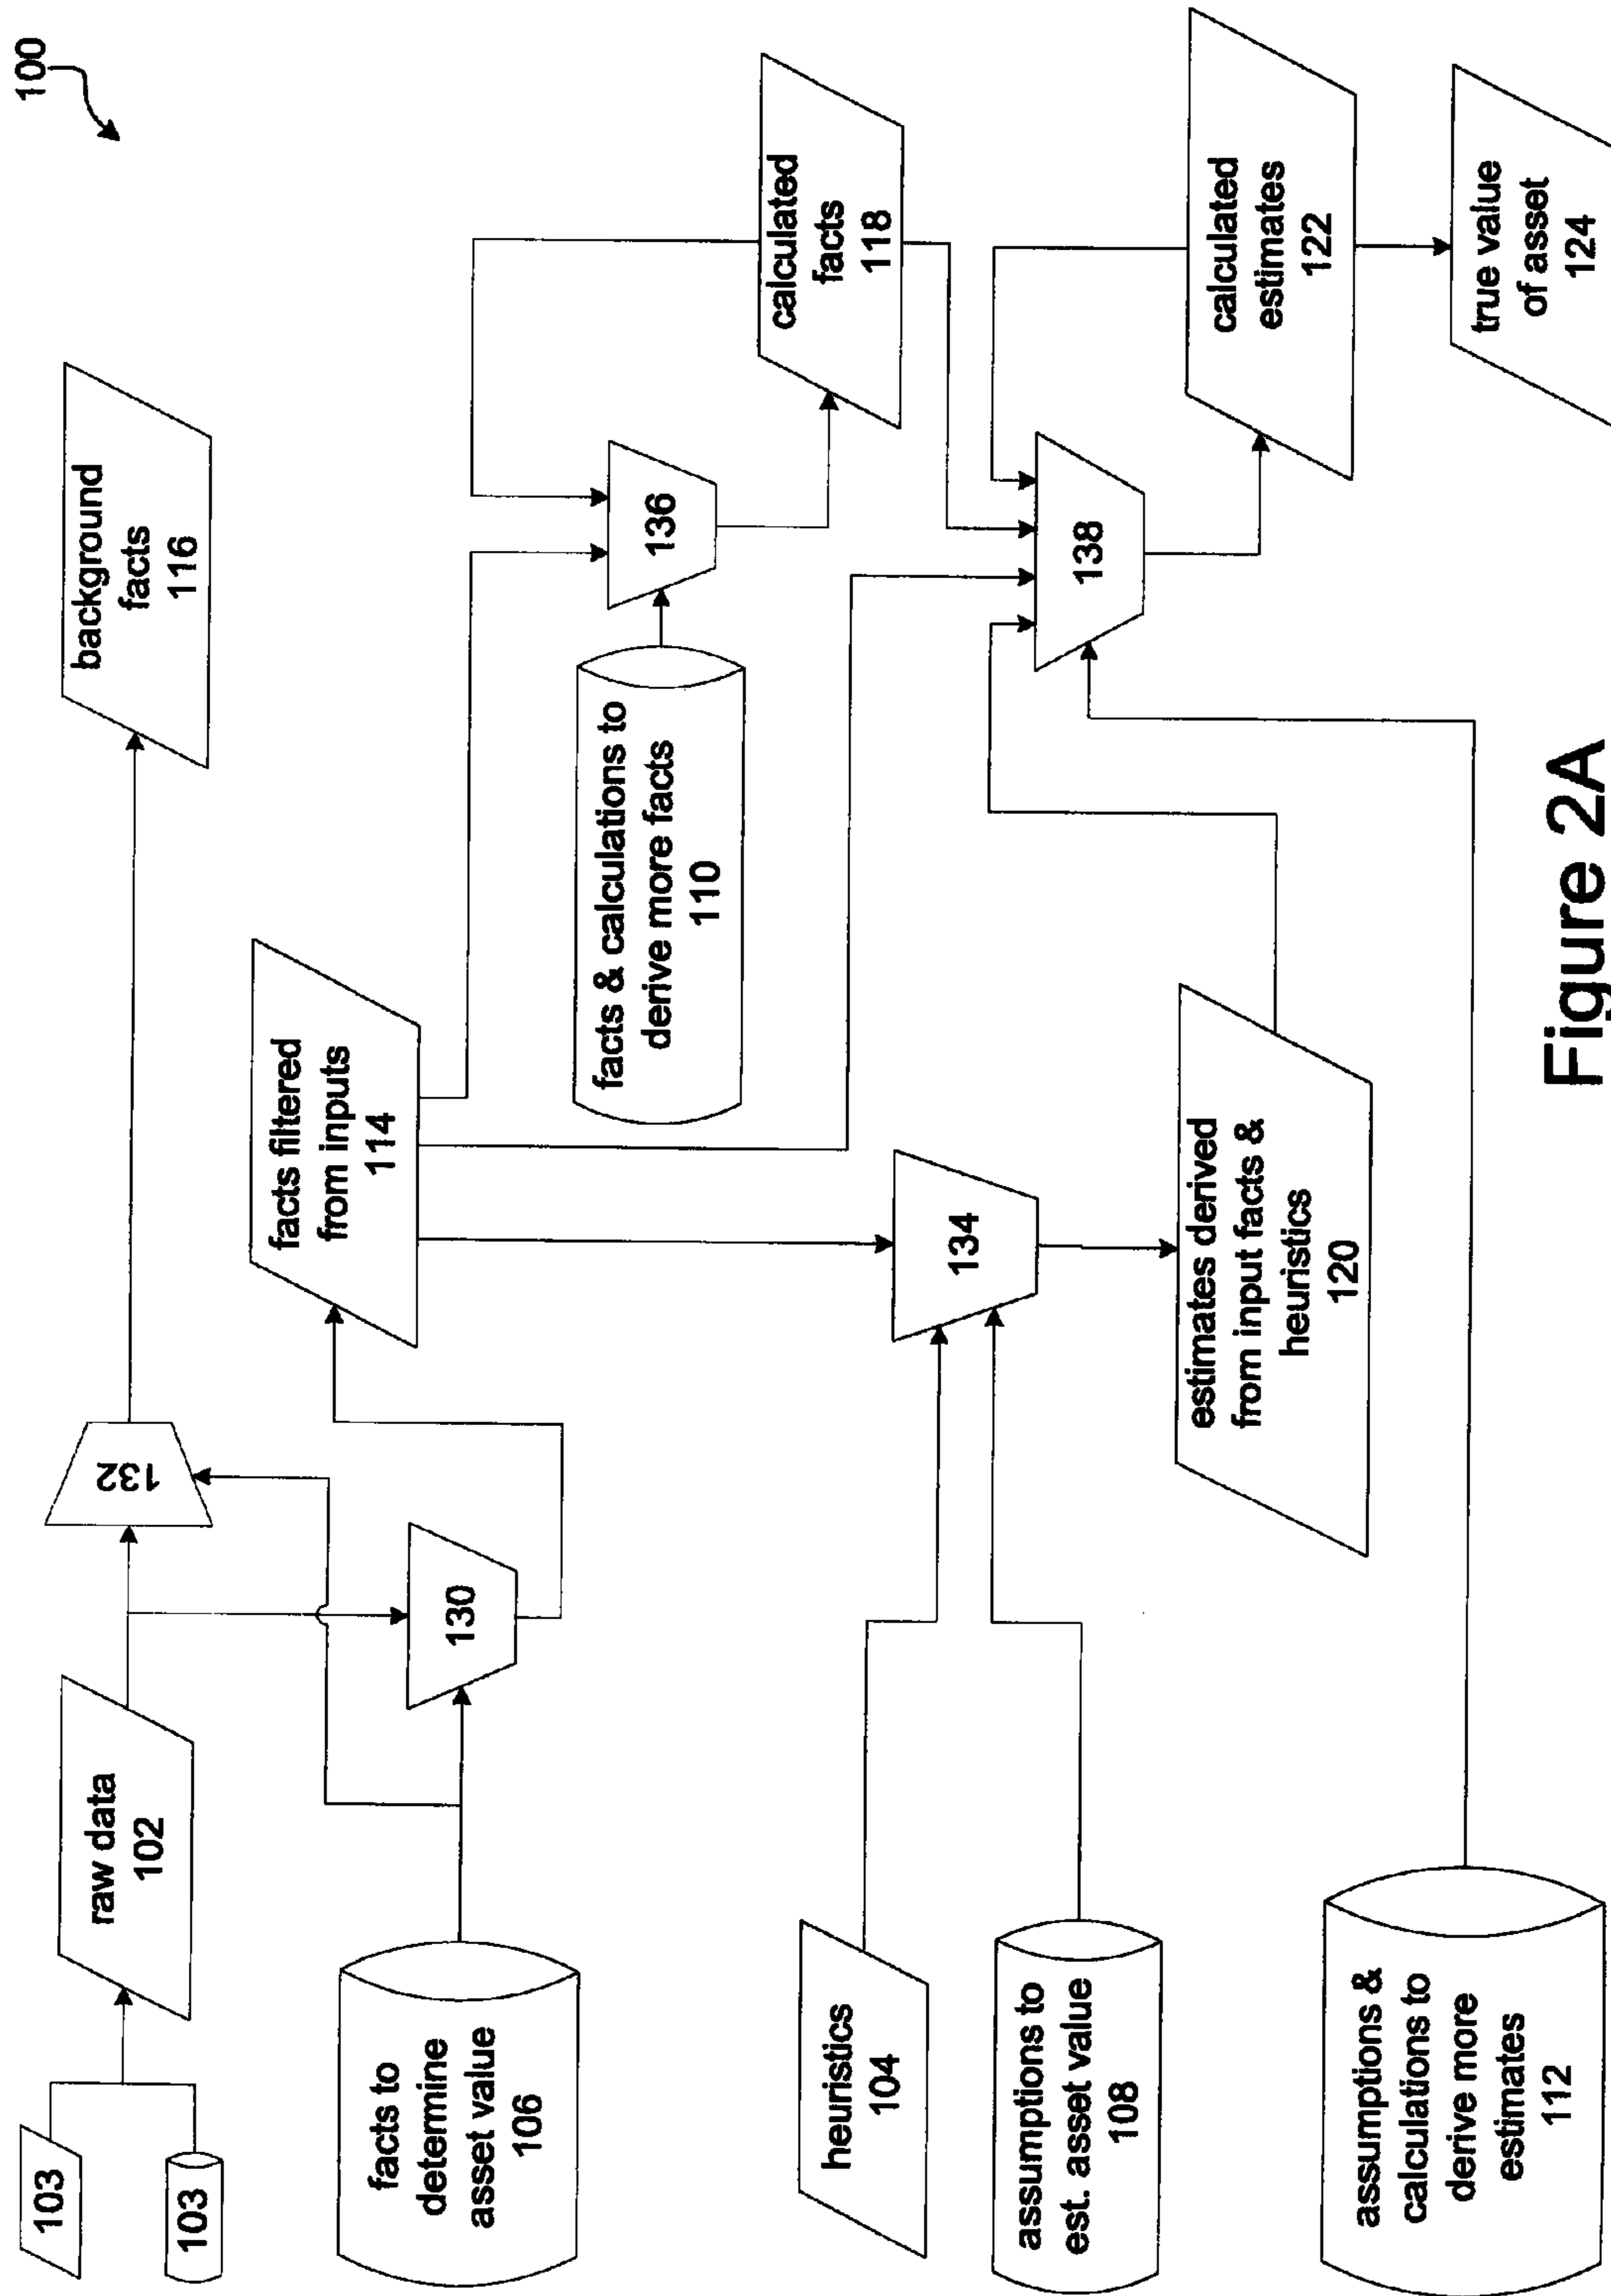 100
103
103
raw data
102
132
background
facts
116
facts to
determine
asset value
106
130
facts filtered
from inputs
114
facts & calculations to
derive more facts
110
136
calculated
facts
118
heuristics
104
assumptions to
est. asset value
108
134
138
estimates derived
from input facts &
heuristics
120
calculated
estimates
122
assumptions &
calculations to
derive more
estimates
112
true value
of asset
124
Figure 2A